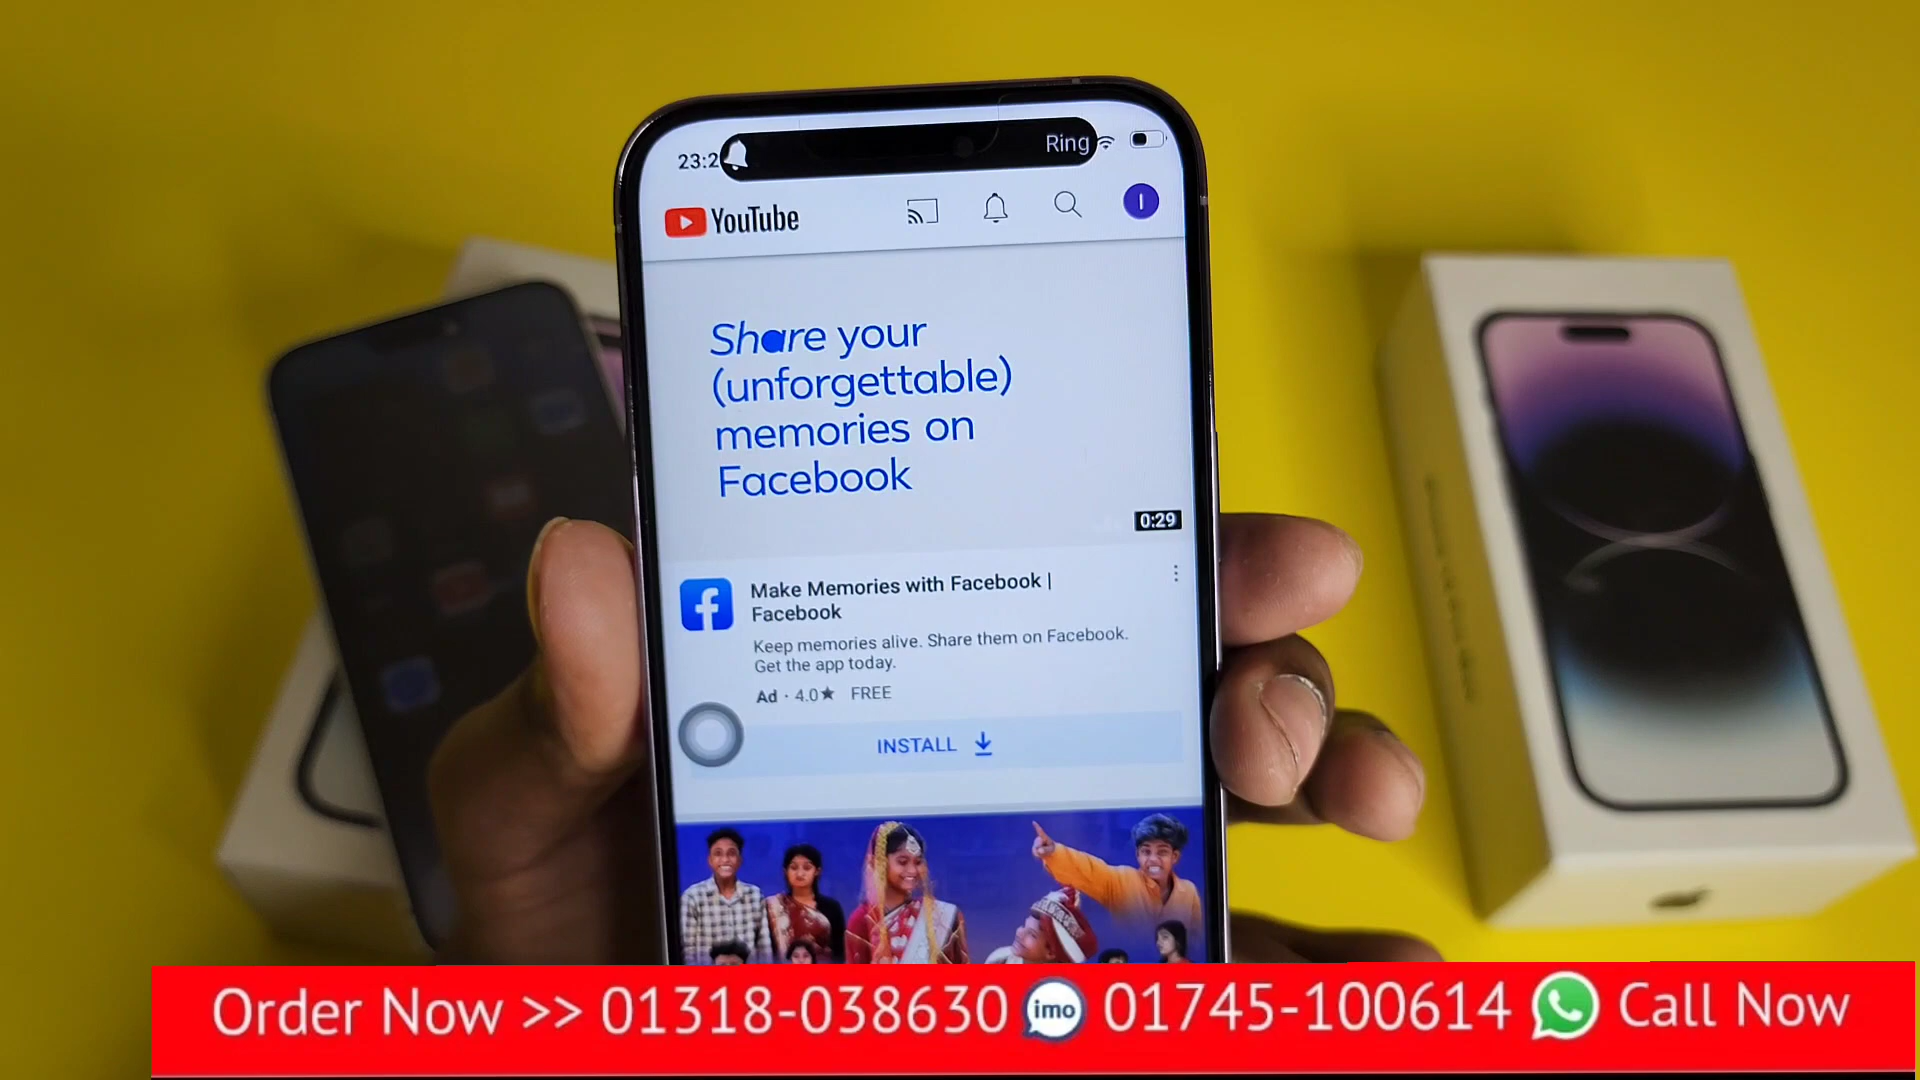 23:2
Ring
YouTube
I
Share your
(unforgettable)
memories on
Facebook
0:29
Make Memories with Facebook |
Facebook
Keep memories alive. Share them on Facebook.
Get the app today.
Ad · 4.0★ FREE
INSTALL
Order Now >> 01318-038630 imo 01745-100614 Call Now